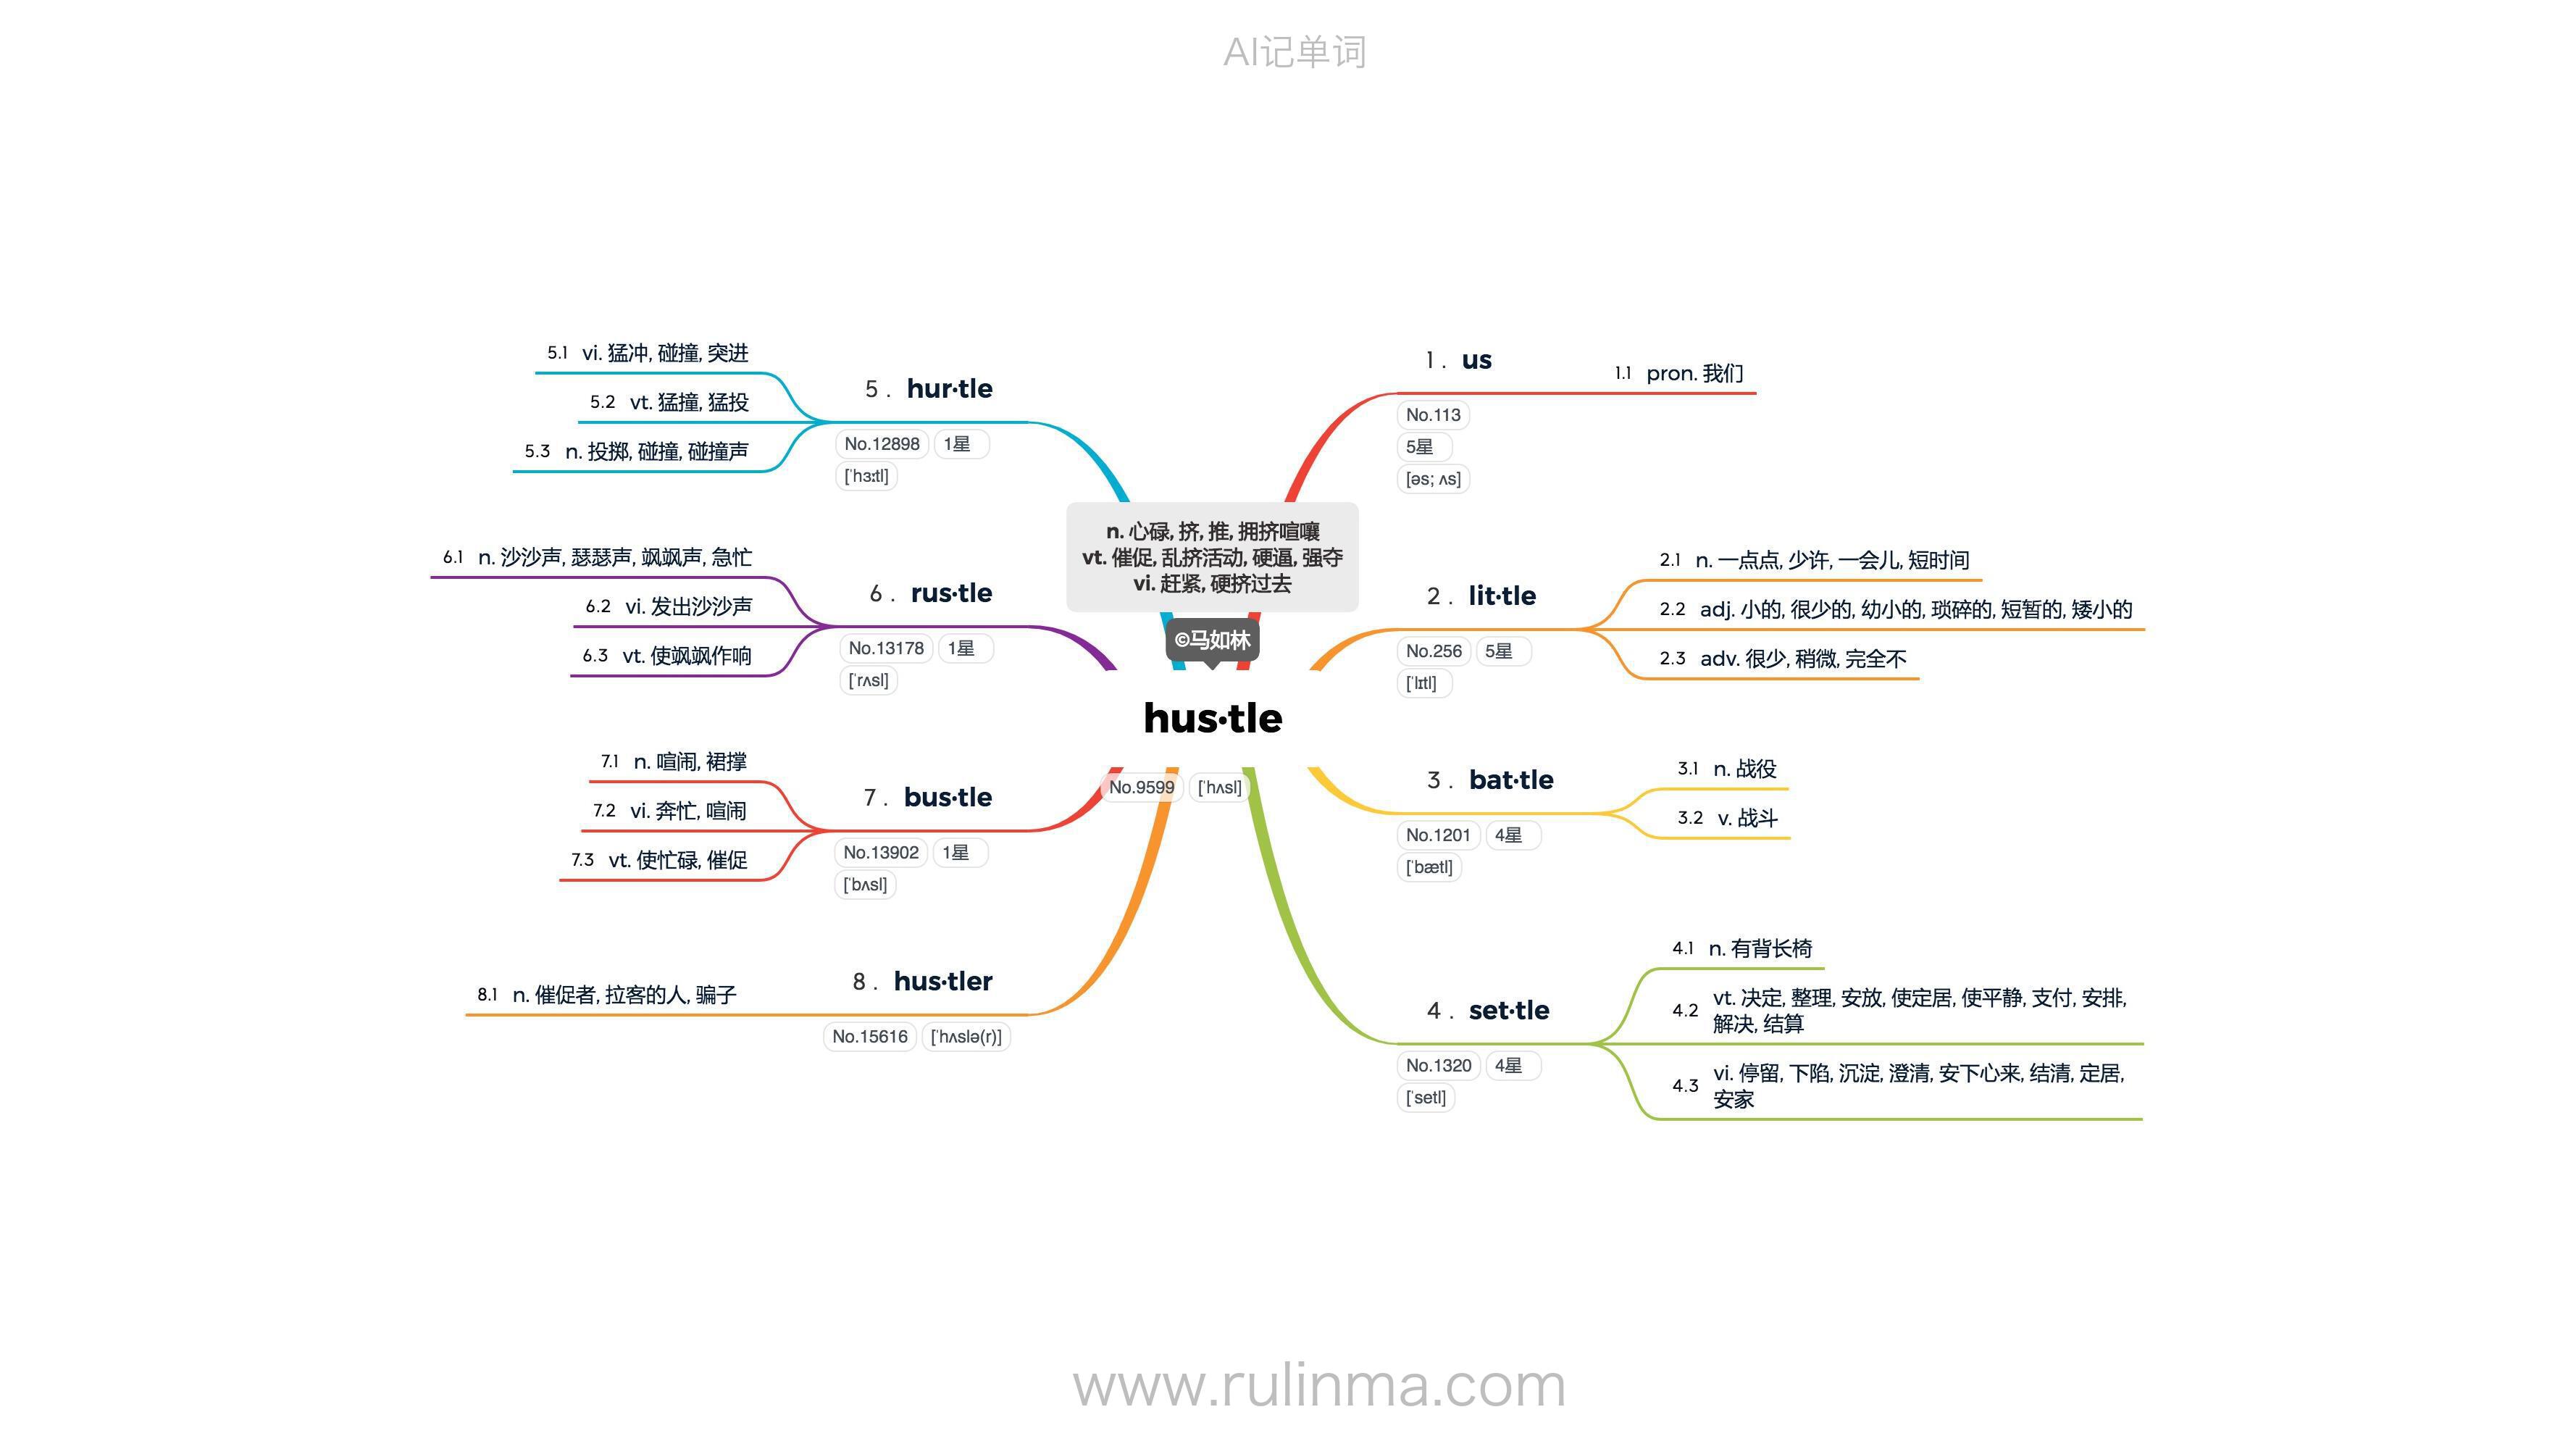 AI记单词
n. 心碌, 挤, 推, 拥挤喧嚷
vt. 催促, 乱挤活动, 硬逼, 强夺
vi. 赶紧, 硬挤过去
©马如林
hus·tle
No.9599 [ˈhʌsl]
1 . us
No.113
5星
[əs; ʌs]
1.1 pron. 我们
2 . lit·tle
No.256 5星
[ˈlɪtl]
2.1 n. 一点点, 少许, 一会儿, 短时间
2.2 adj. 小的, 很少的, 幼小的, 琐碎的, 短暂的, 矮小的
2.3 adv. 很少, 稍微, 完全不
3 . bat·tle
No.1201 4星
[ˈbætl]
3.1 n. 战役
3.2 v. 战斗
4 . set·tle
No.1320 4星
[ˈsetl]
4.1 n. 有背长椅
4.2 vt. 决定, 整理, 安放, 使定居, 使平静, 支付, 安排,
解决, 结算
4.3 vi. 停留, 下陷, 沉淀, 澄清, 安下心来, 结清, 定居,
安家
5 . hur·tle
No.12898 1星
[ˈhɜːtl]
5.1 vi. 猛冲, 碰撞, 突进
5.2 vt. 猛撞, 猛投
5.3 n. 投掷, 碰撞, 碰撞声
6 . rus·tle
No.13178 1星
[ˈrʌsl]
6.1 n. 沙沙声, 瑟瑟声, 飒飒声, 急忙
6.2 vi. 发出沙沙声
6.3 vt. 使飒飒作响
7 . bus·tle
No.13902 1星
[ˈbʌsl]
7.1 n. 喧闹, 裙撑
7.2 vi. 奔忙, 喧闹
7.3 vt. 使忙碌, 催促
8 . hus·tler
No.15616 [ˈhʌslə(r)]
8.1 n. 催促者, 拉客的人, 骗子
www.rulinma.com